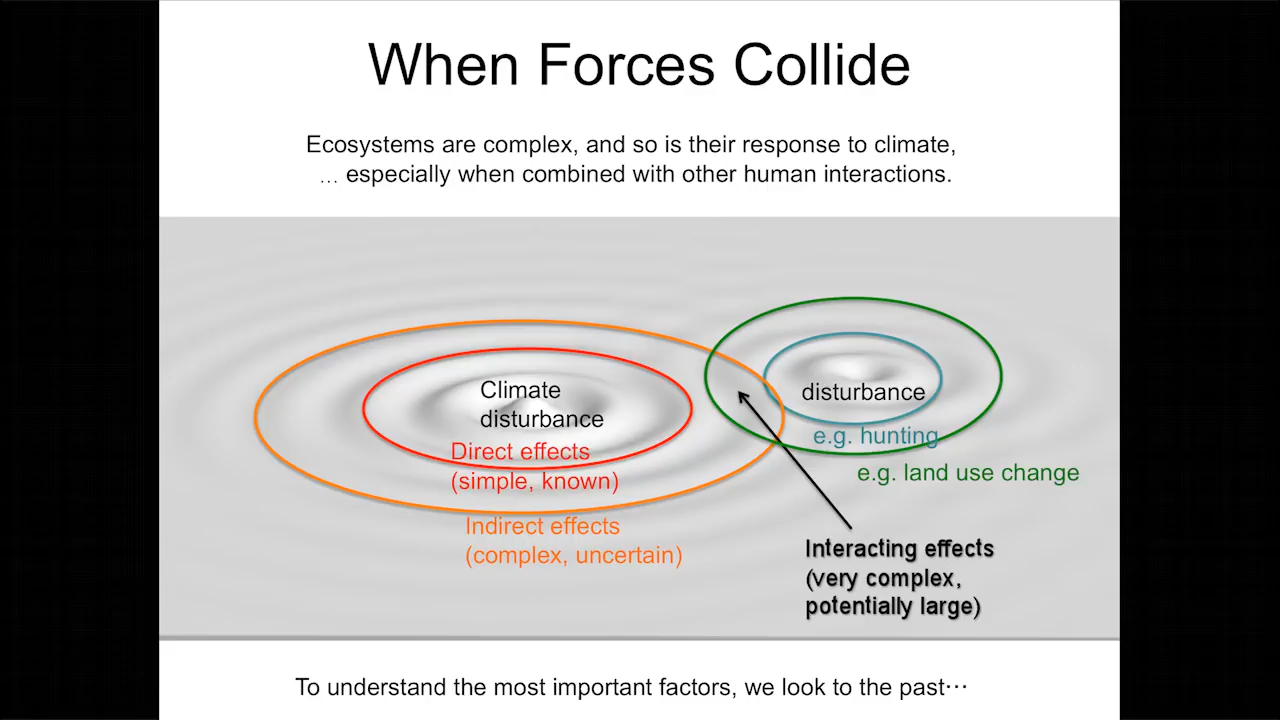 When Forces Collide
Ecosystems are complex, and so is their response to climate,
… especially when combined with other human interactions.
Climate
disturbance
Direct effects
(simple, known)
Indirect effects
(complex, uncertain)
disturbance
e.g. hunting
e.g. land use change
Interacting effects
(very complex,
potentially large)
To understand the most important factors, we look to the past…